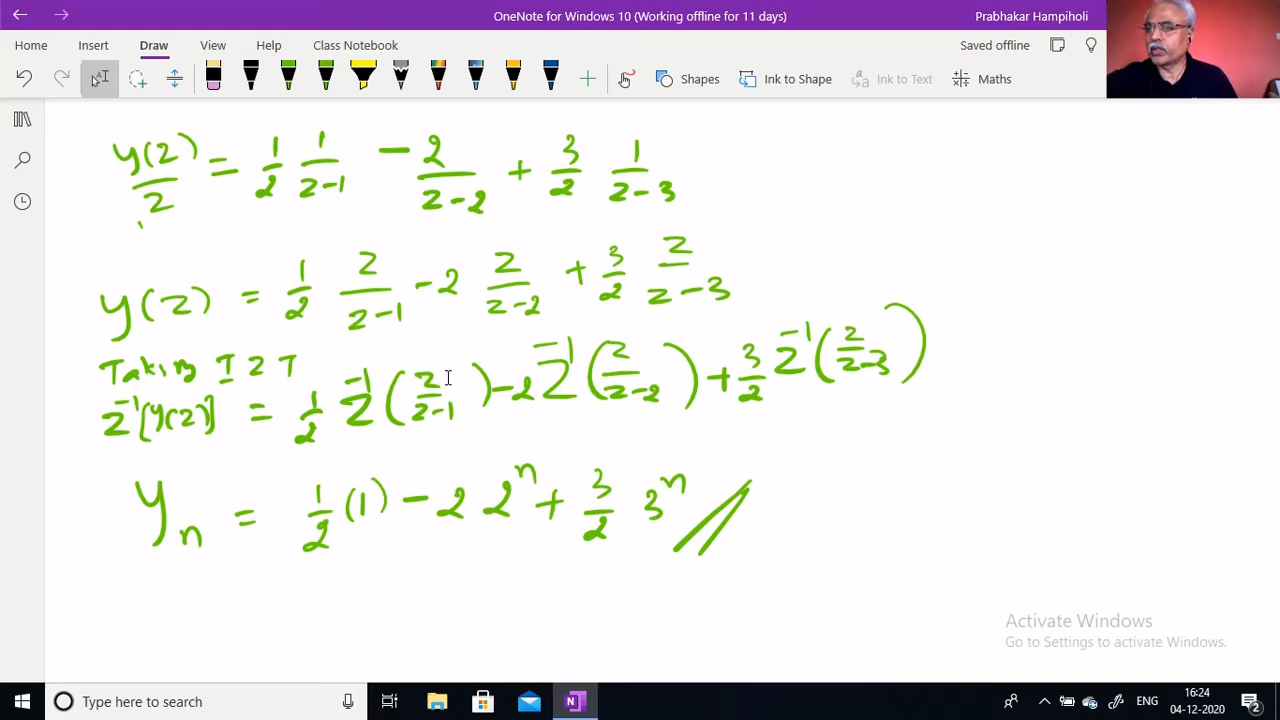 OneNote for Windows 10 (Working offline for 11 days)
Prabhakar Hampiholi
Home Insert Draw View Help Class Notebook
Saved offline
Shapes Ink to Shape Ink to Text Maths
y(z)/z = 1/2 1/(z-1) - 2/(z-2) + 3/2 1/(z-3)
y(z) = 1/2 z/(z-1) - 2 z/(z-2) + 3/2 z/(z-3)
Taking I Z T
z⁻¹[y(z)] = 1/2 z⁻¹(z/(z-1)) - 2 z⁻¹(z/(z-2)) + 3/2 z⁻¹(z/(z-3))
yₙ = 1/2 (1) - 2 2ⁿ + 3/2 3ⁿ //
Activate Windows
Go to Settings to activate Windows.
Type here to search
ENG
16:24
04-12-2020
2